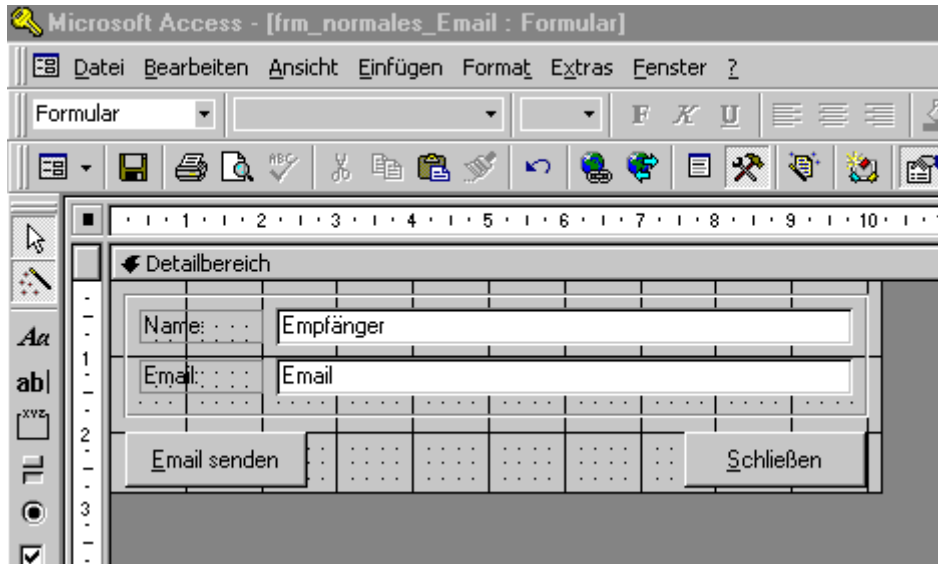 Microsoft Access - [frm_normales_Email : Formular]
Datei Bearbeiten Ansicht Einfügen Format Extras Fenster ?
Formular F K U
ABC
1 2 3 4 5 6 7 8 9 10
Detailbereich
Name: Empfänger
Aa
1
Email: Email
ab|
xyz
2
Email senden Schließen
3